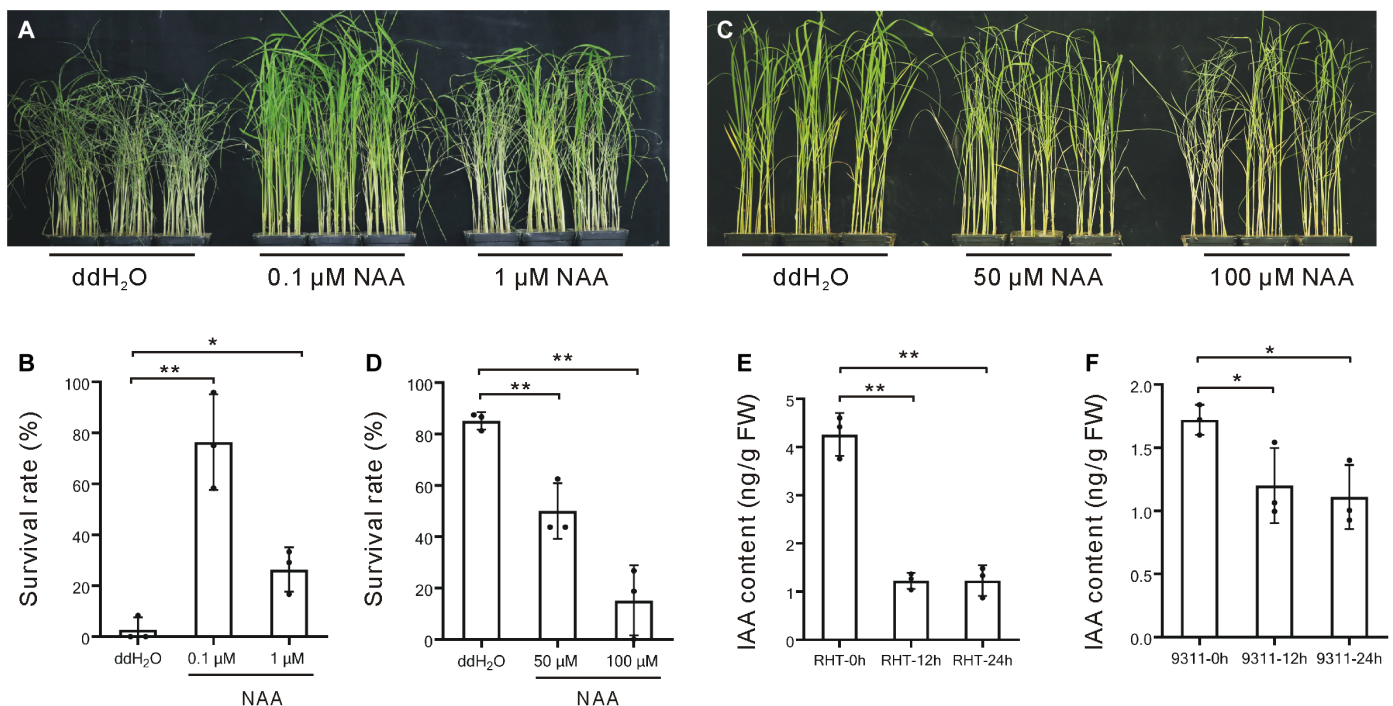 A
ddH₂O
0.1 μM NAA
1 μM NAA
C
ddH₂O
50 μM NAA
100 μM NAA
B
Survival rate (%)
100
80
60
40
20
0
**
*
ddH₂O
0.1 μM
1 μM
NAA
D
Survival rate (%)
100
80
60
40
20
0
**
**
ddH₂O
50 μM
100 μM
NAA
E
IAA content (ng/g FW)
5
4
3
2
1
0
**
**
RHT-0h
RHT-12h
RHT-24h
F
IAA content (ng/g FW)
2.0
1.5
1.0
0.5
0.0
*
*
9311-0h
9311-12h
9311-24h